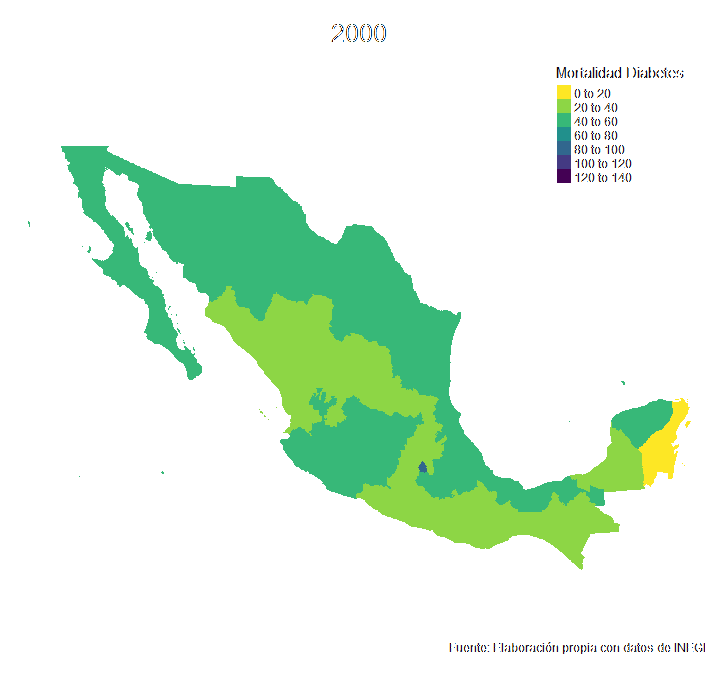 2000
Mortalidad Diabetes
0 to 20
20 to 40
40 to 60
60 to 80
80 to 100
100 to 120
120 to 140
Fuente: Elaboración propia con datos de INEGI